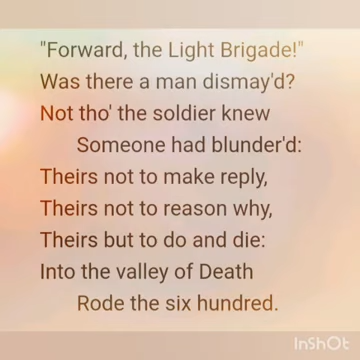 "Forward, the Light Brigade!"
Was there a man dismay'd?
Not tho' the soldier knew
Someone had blunder'd:
Theirs not to make reply,
Theirs not to reason why,
Theirs but to do and die:
Into the valley of Death
Rode the six hundred.
InShOt